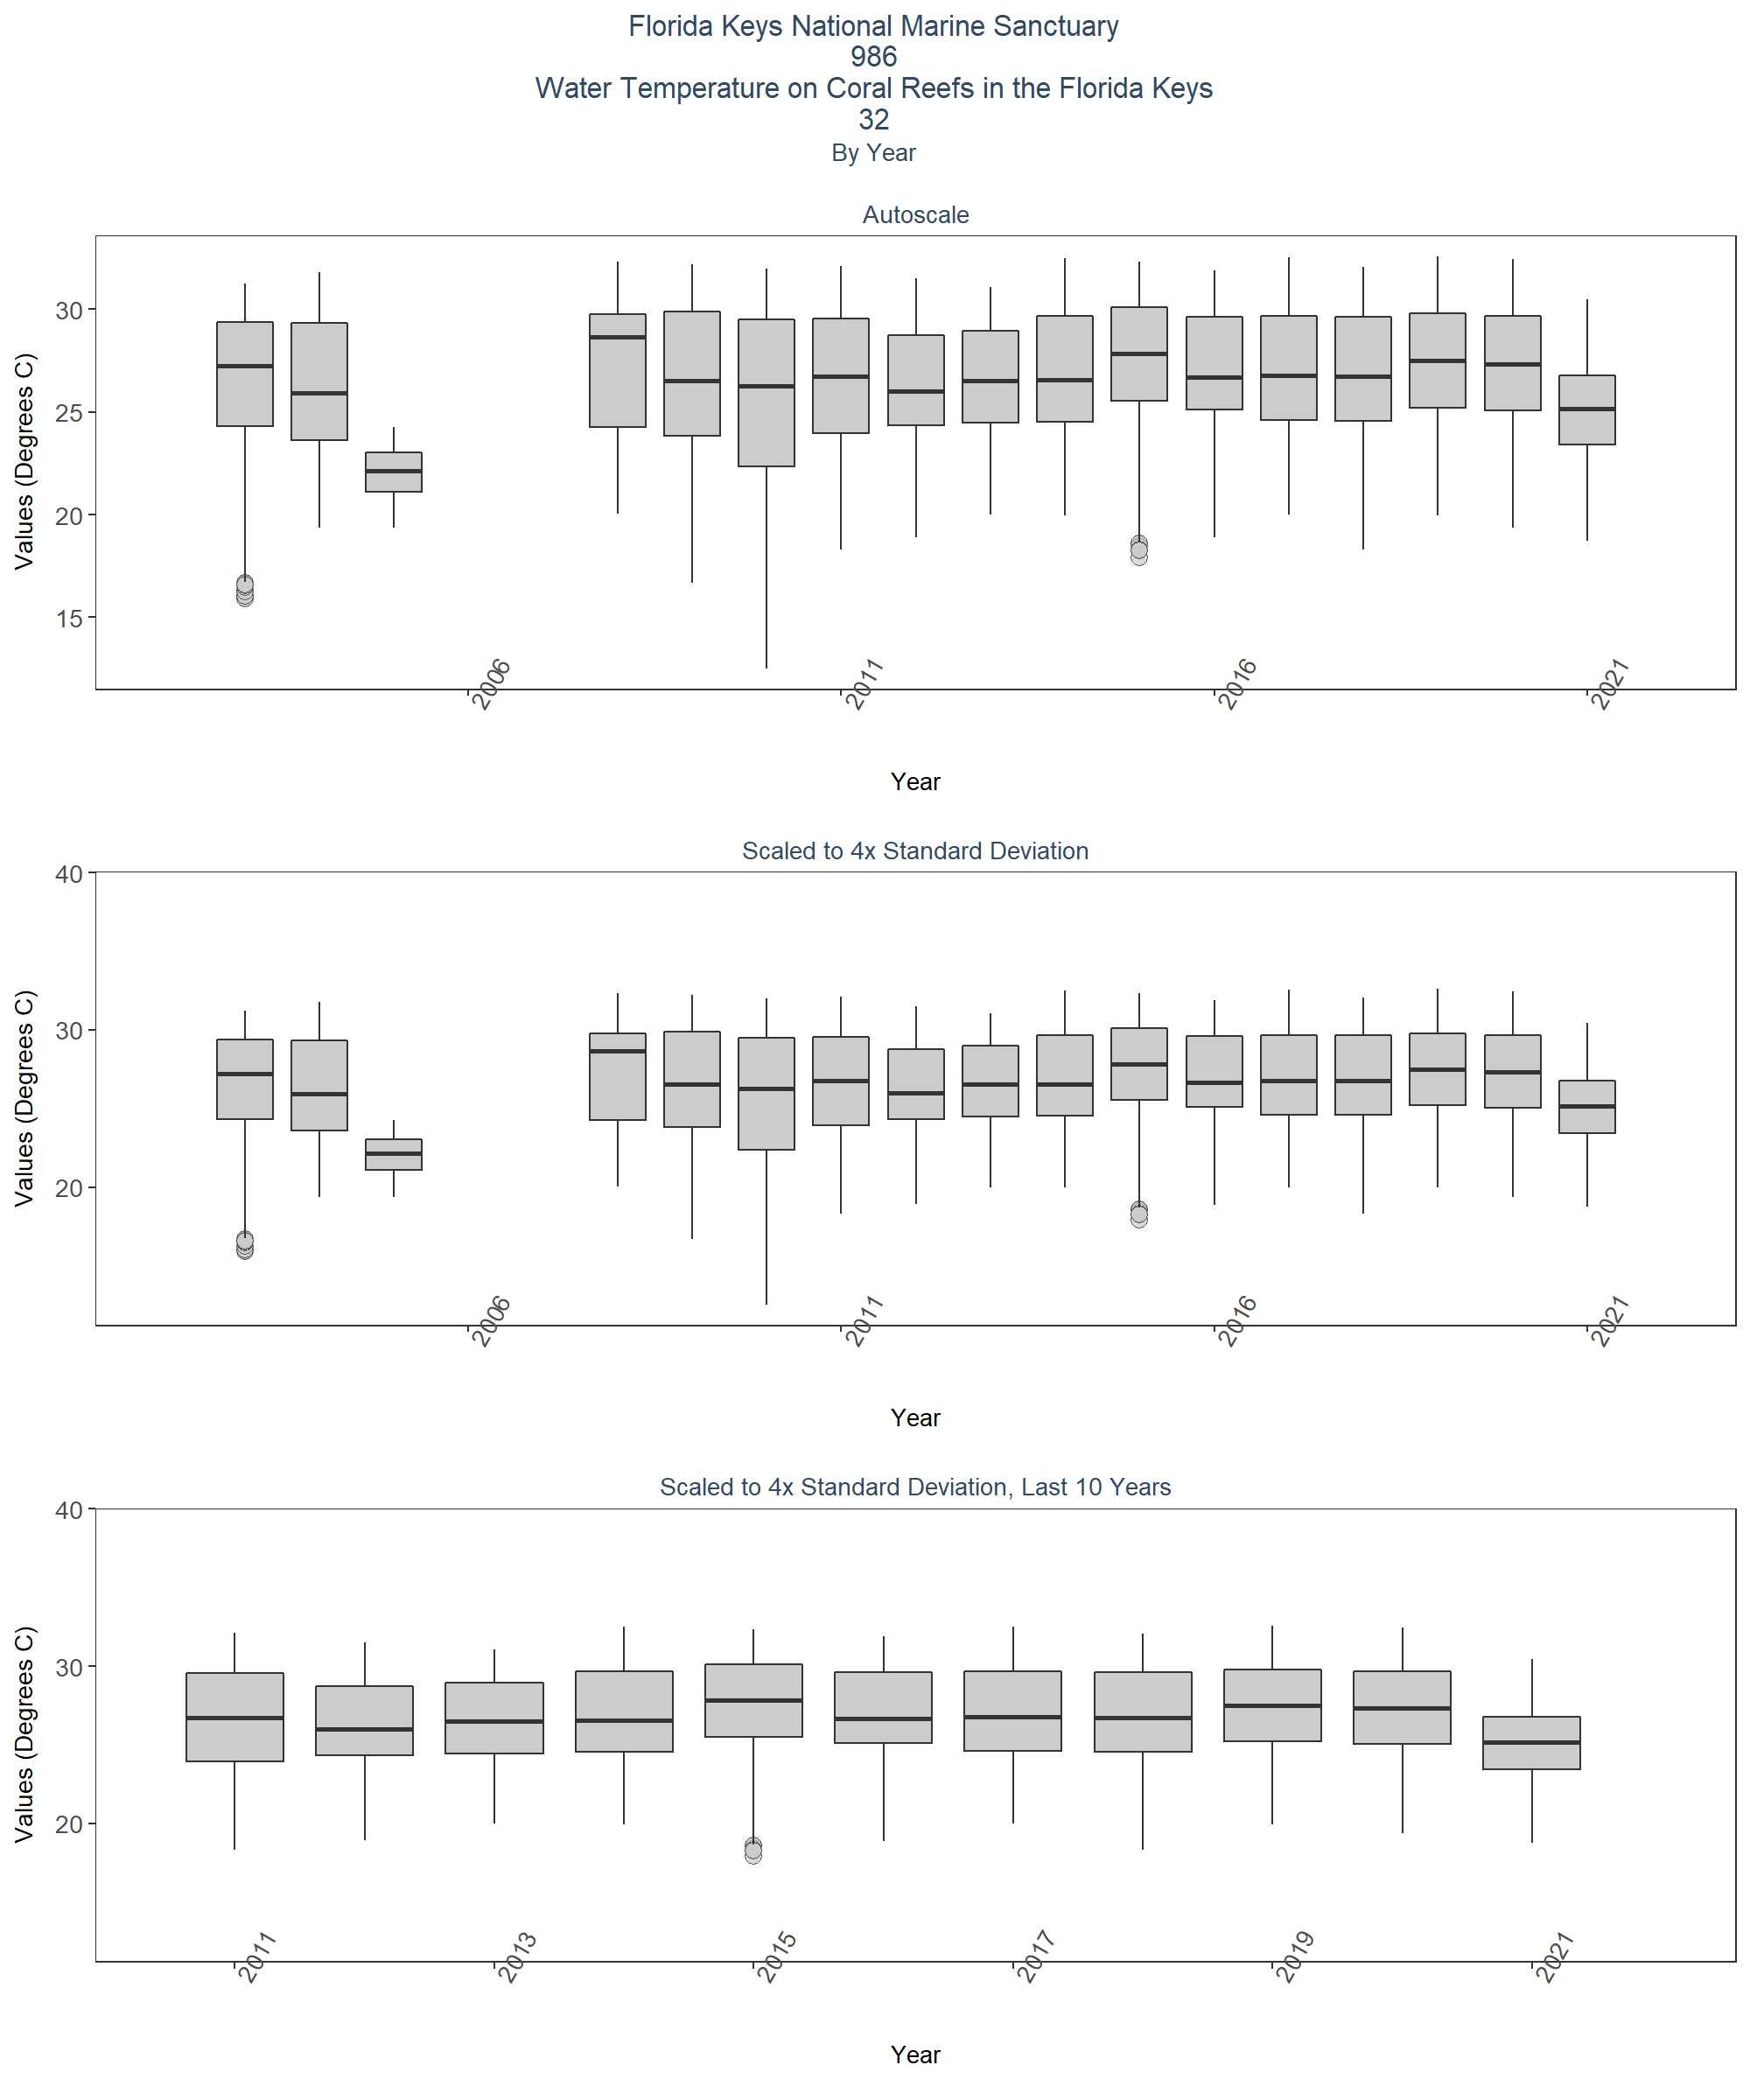 Florida Keys National Marine Sanctuary
986
Water Temperature on Coral Reefs in the Florida Keys
32
By Year
Autoscale
Values (Degrees C)
30
25
20
15
2006
2011
2016
2021
Year
Scaled to 4x Standard Deviation
Values (Degrees C)
40
30
20
2006
2011
2016
2021
Year
Scaled to 4x Standard Deviation, Last 10 Years
Values (Degrees C)
40
30
20
2011
2013
2015
2017
2019
2021
Year